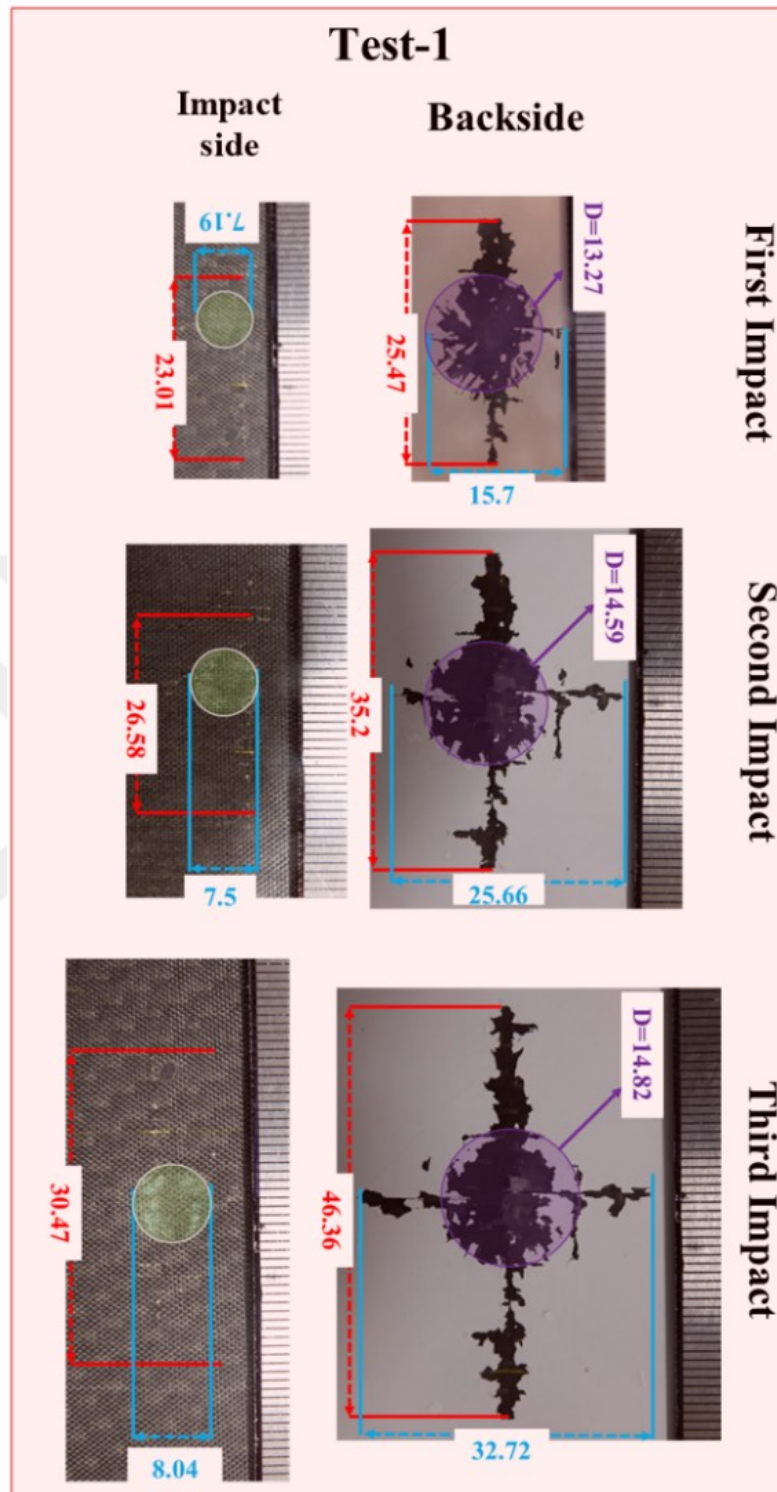 Test-1
Impact
side
Backside
First Impact
7.19
23.01
D=13.27
25.47
15.7
Second Impact
26.58
7.5
D=14.59
35.2
25.66
Third Impact
30.47
8.04
D=14.82
46.36
32.72